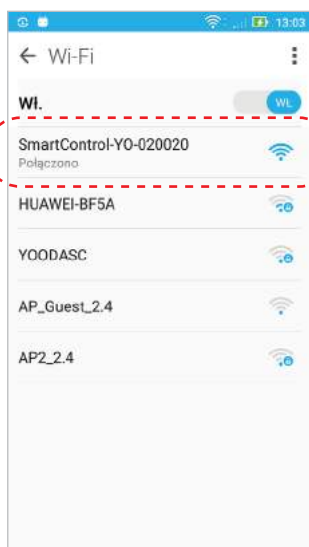 13:03
Wi-Fi
Wł.
WŁ
SmartControl-YO-020020
Połączono
HUAWEI-BF5A
YOODASC
AP_Guest_2.4
AP2_2.4